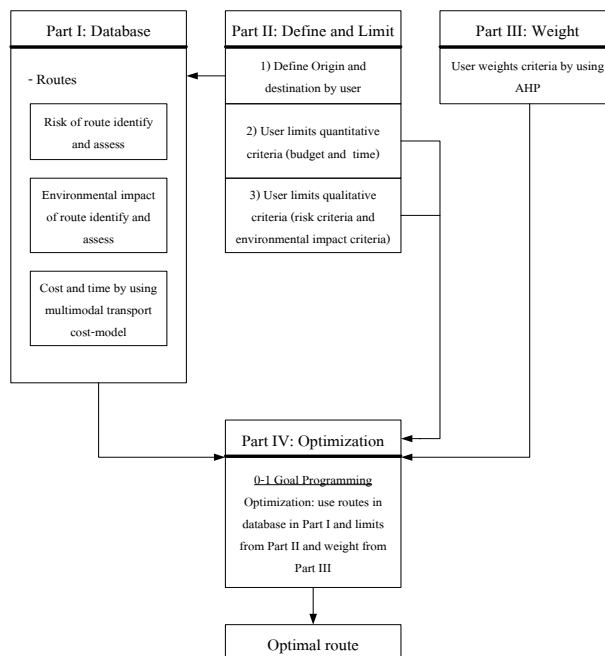 Part I: Database
- Routes
Risk of route identify
and assess
Environmental impact
of route identify and
assess
Cost and time by using
multimodal transport
cost-model
Part II: Define and Limit
1) Define Origin and
destination by user
2) User limits quantitative
criteria (budget and time)
3) User limits qualitative
criteria (risk criteria and
environmental impact criteria)
Part III: Weight
User weights criteria by using
AHP
Part IV: Optimization
0-1 Goal Programming
Optimization: use routes in
database in Part I and limits
from Part II and weight from
Part III
Optimal route